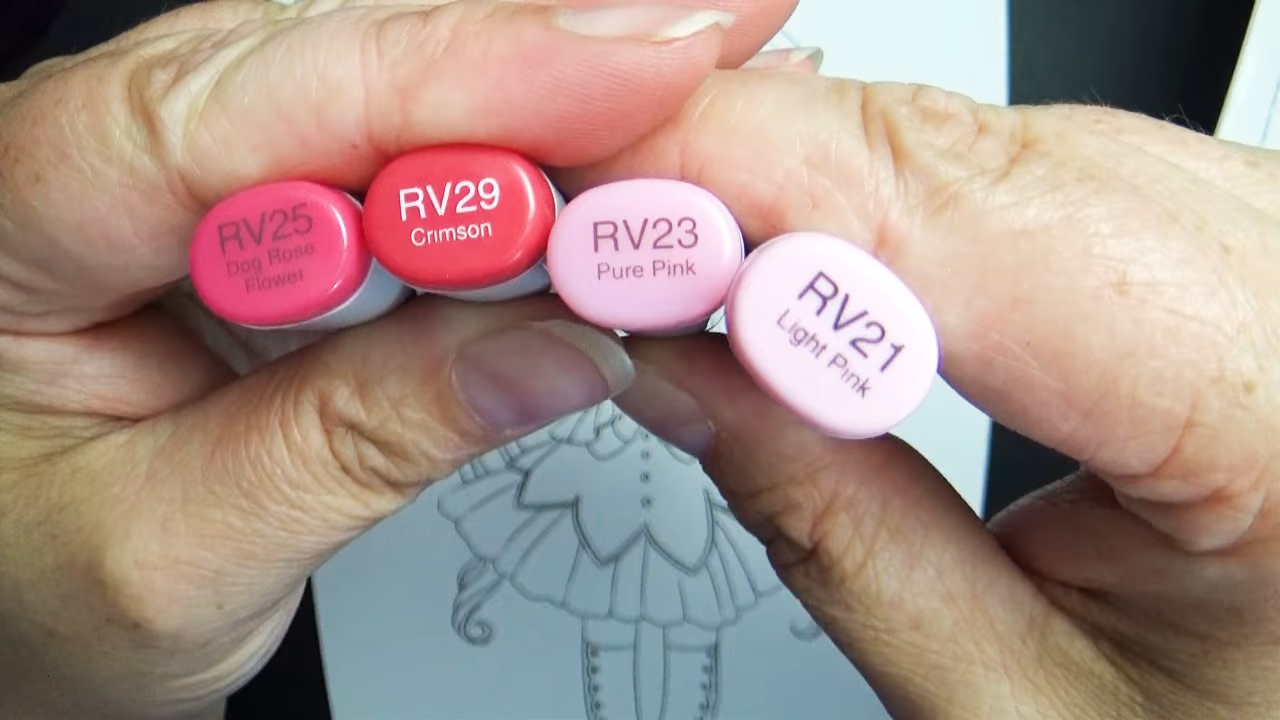 RV25
Dog Rose
Flower
RV29
Crimson
RV23
Pure Pink
RV21
Light Pink